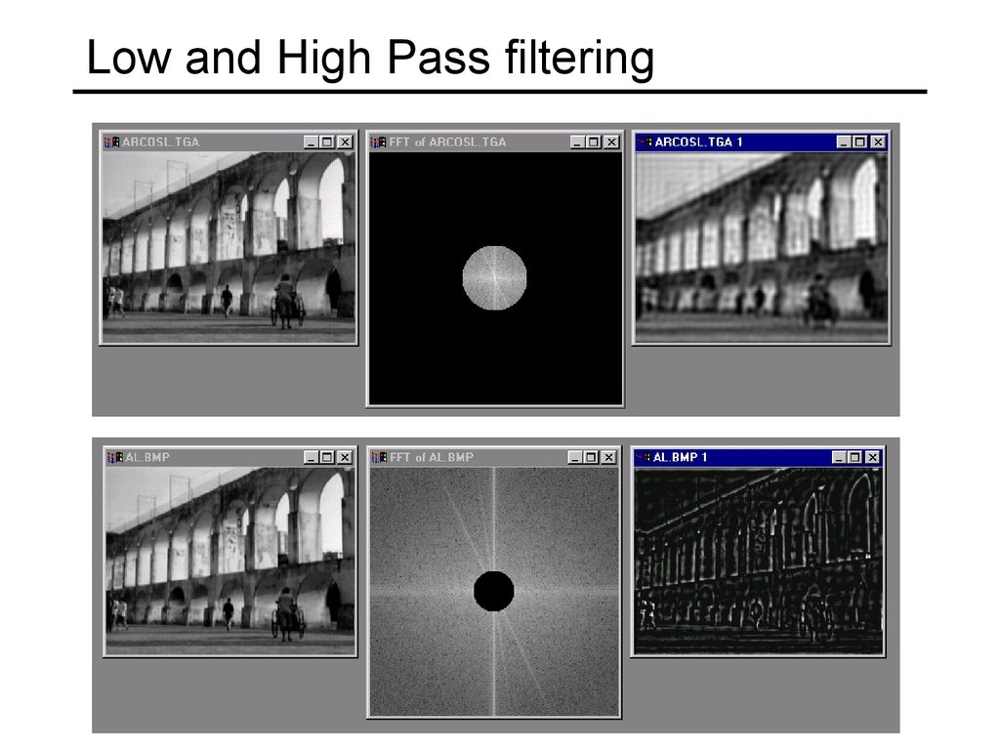 Low and High Pass filtering
ARCOSL.TGA
FFT of ARCOSL.TGA
ARCOSL.TGA 1
AL.BMP
FFT of AL.BMP
AL.BMP 1